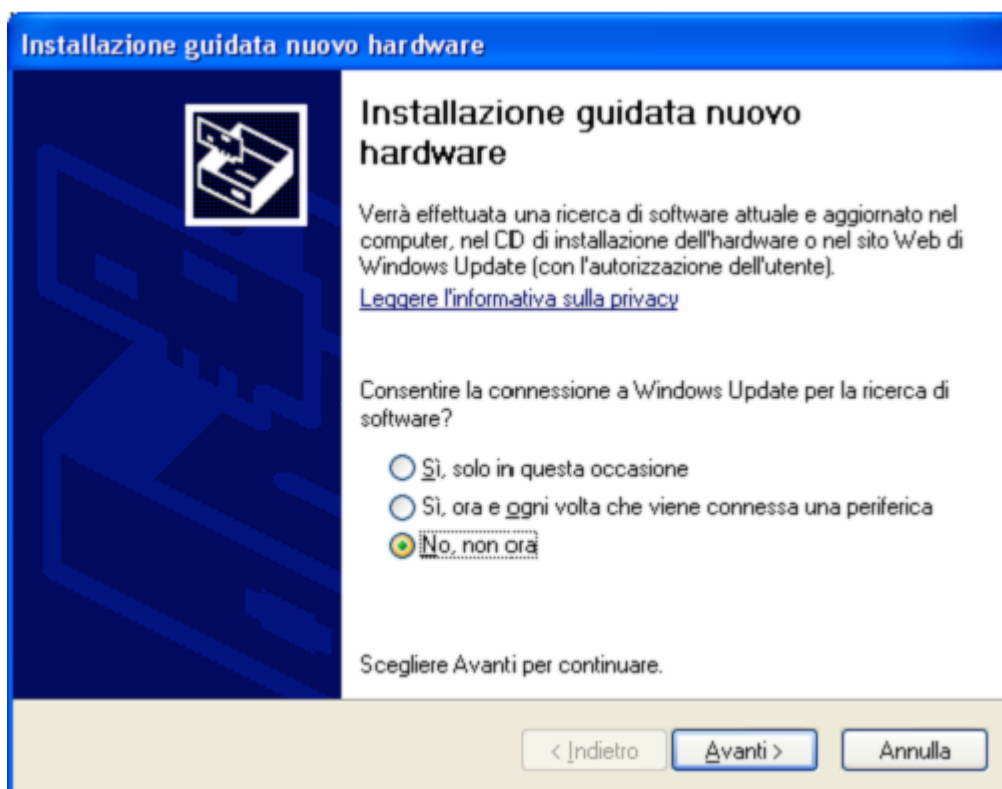 Installazione guidata nuovo hardware
Installazione guidata nuovo
hardware
Verrà effettuata una ricerca di software attuale e aggiornato nel
computer, nel CD di installazione dell'hardware o nel sito Web di
Windows Update (con l'autorizzazione dell'utente).
Leggere l'informativa sulla privacy
Consentire la connessione a Windows Update per la ricerca di
software?
Sì, solo in questa occasione
Sì, ora e ogni volta che viene connessa una periferica
No, non ora
Scegliere Avanti per continuare.
< Indietro Avanti > Annulla